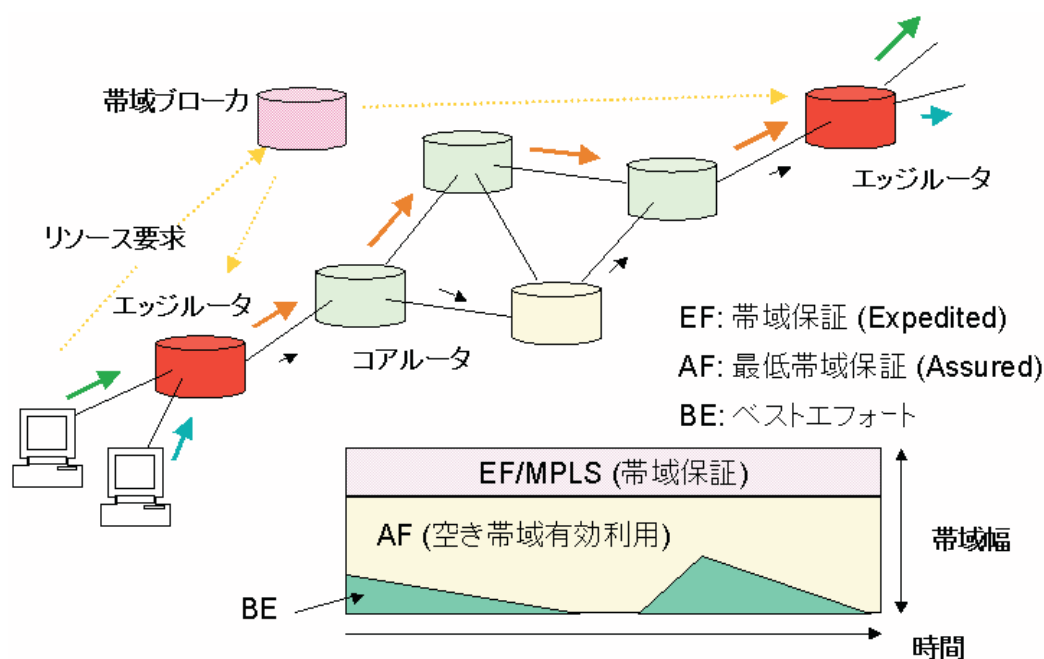 帯域ブローカ
エッジルータ
リソース要求
エッジルータ
コアルータ
EF: 帯域保証 (Expedited)
AF: 最低帯域保証 (Assured)
BE: ベストエフォート
EF/MPLS (帯域保証)
AF (空き帯域有効利用)
帯域幅
BE
時間